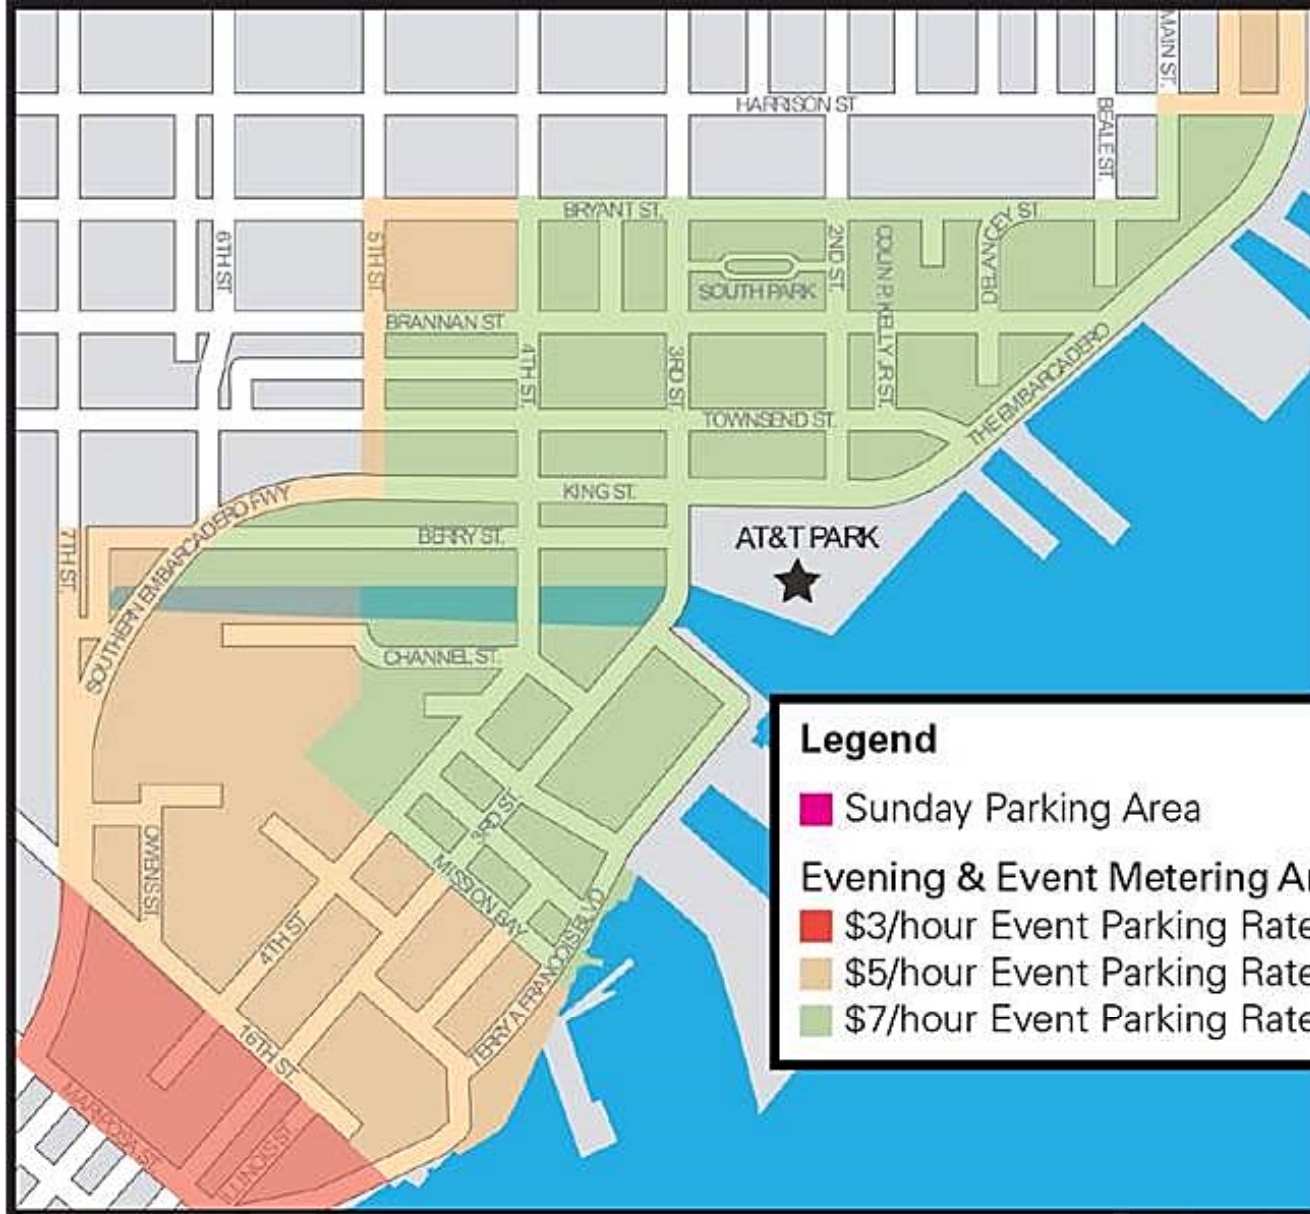 MAIN ST.
HARRISON ST
BEALE ST.
BRYANT ST.
DELANCEY ST
6TH ST.
5TH ST.
2ND ST.
COLIN P. KELLY JR ST.
SOUTH PARK
BRANNAN ST.
4TH ST.
3RD ST.
TOWNSEND ST.
THE EMBARCADERO
KING ST.
SOUTHERN EMBARCADERO FWY
BERRY ST.
AT&T PARK
7TH ST.
CHANNEL ST.
Legend
Sunday Parking Area
Evening & Event Metering Ar
$3/hour Event Parking Rate
$5/hour Event Parking Rate
$7/hour Event Parking Rate
3RD ST.
OWENS ST.
MISSION BAY
4TH ST
TERRY A FRANCOIS BLVD
16TH ST.
MARIPOSA ST.
ILLINOIS ST.